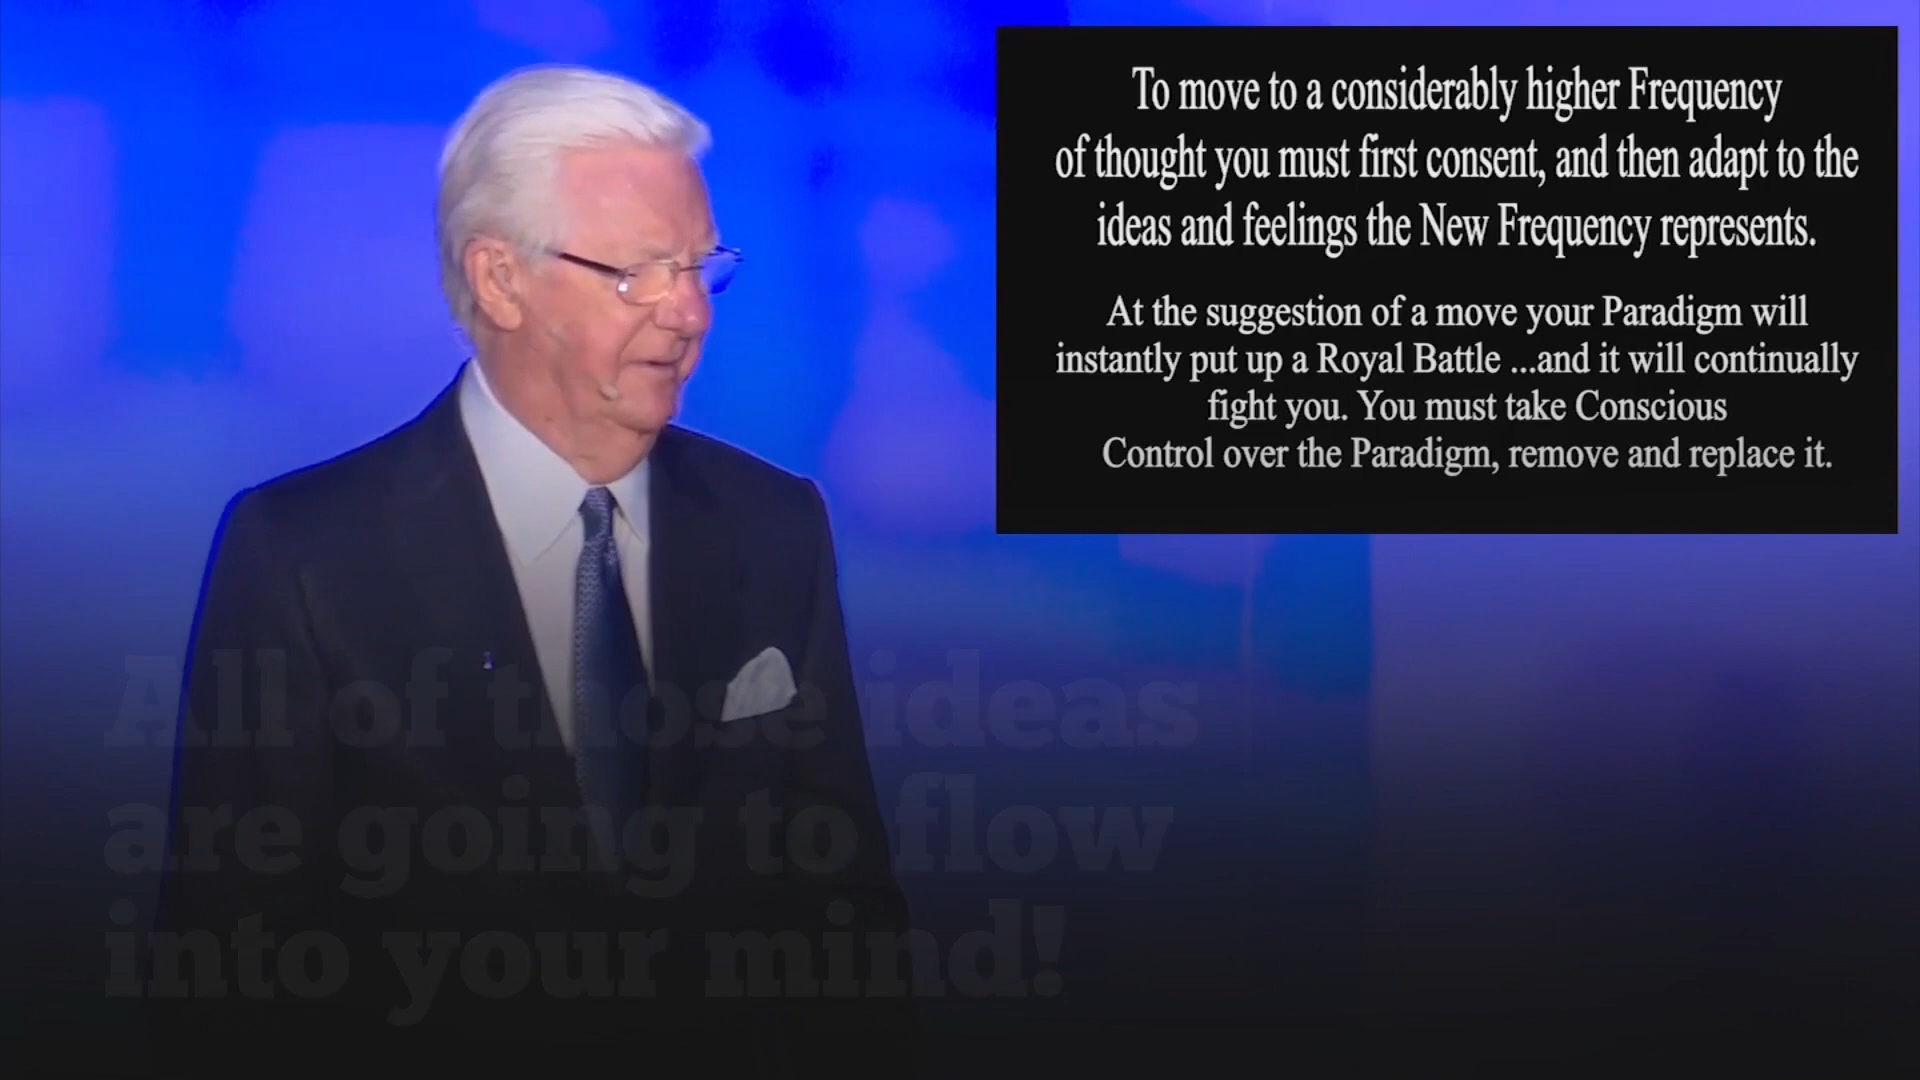 To move to a considerably higher Frequency
of thought you must first consent, and then adapt to the
ideas and feelings the New Frequency represents.
At the suggestion of a move your Paradigm will
instantly put up a Royal Battle ...and it will continually
fight you. You must take Conscious
Control over the Paradigm, remove and replace it.
All of those ideas
are going to flow
into your mind!